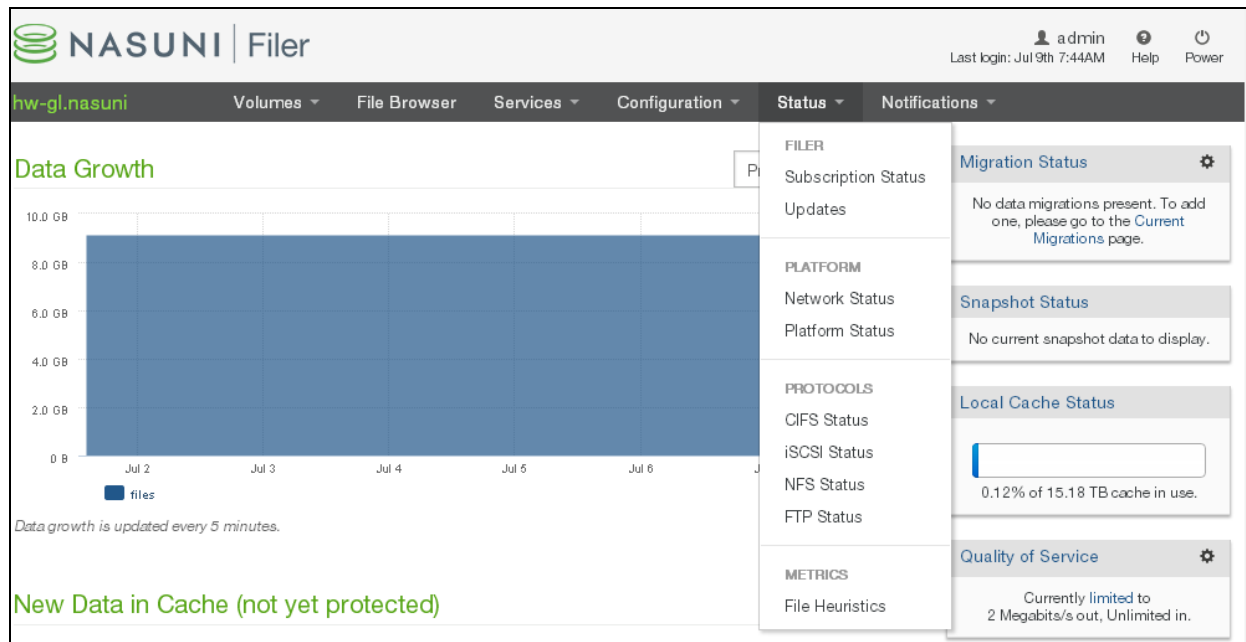 NASUNI Filer
admin
Last login: Jul 9th 7:44AM
Help
Power
hw-gl.nasuni
Volumes
File Browser
Services
Configuration
Status
Notifications
Data Growth
10.0 GB
8.0 GB
6.0 GB
4.0 GB
2.0 GB
0 B
Jul 2
Jul 3
Jul 4
Jul 5
Jul 6
files
Data growth is updated every 5 minutes.
New Data in Cache (not yet protected)
FILER
Subscription Status
Updates
PLATFORM
Network Status
Platform Status
PROTOCOLS
CIFS Status
iSCSI Status
NFS Status
FTP Status
METRICS
File Heuristics
Migration Status
No data migrations present. To add
one, please go to the Current
Migrations page.
Snapshot Status
No current snapshot data to display.
Local Cache Status
0.12% of 15.18 TB cache in use.
Quality of Service
Currently limited to
2 Megabits/s out, Unlimited in.